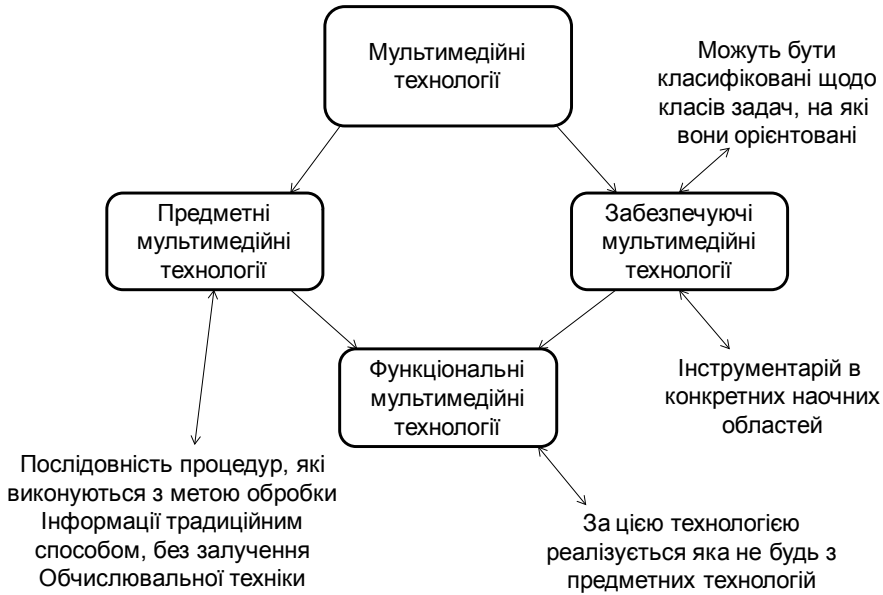 Мультимедійні
технології
Можуть бути
класифіковані щодо
класів задач, на які
вони орієнтовані
Предметні
мультимедійні
технології
Забезпечуючі
мультимедійні
технології
Функціональні
мультимедійні
технології
Інструментарій в
конкретних наочних
областей
Послідовність процедур, які
виконуються з метою обробки
Інформації традиційним
способом, без залучення
Обчислювальної техніки
За цією технологією
реалізується яка не будь з
предметних технологій